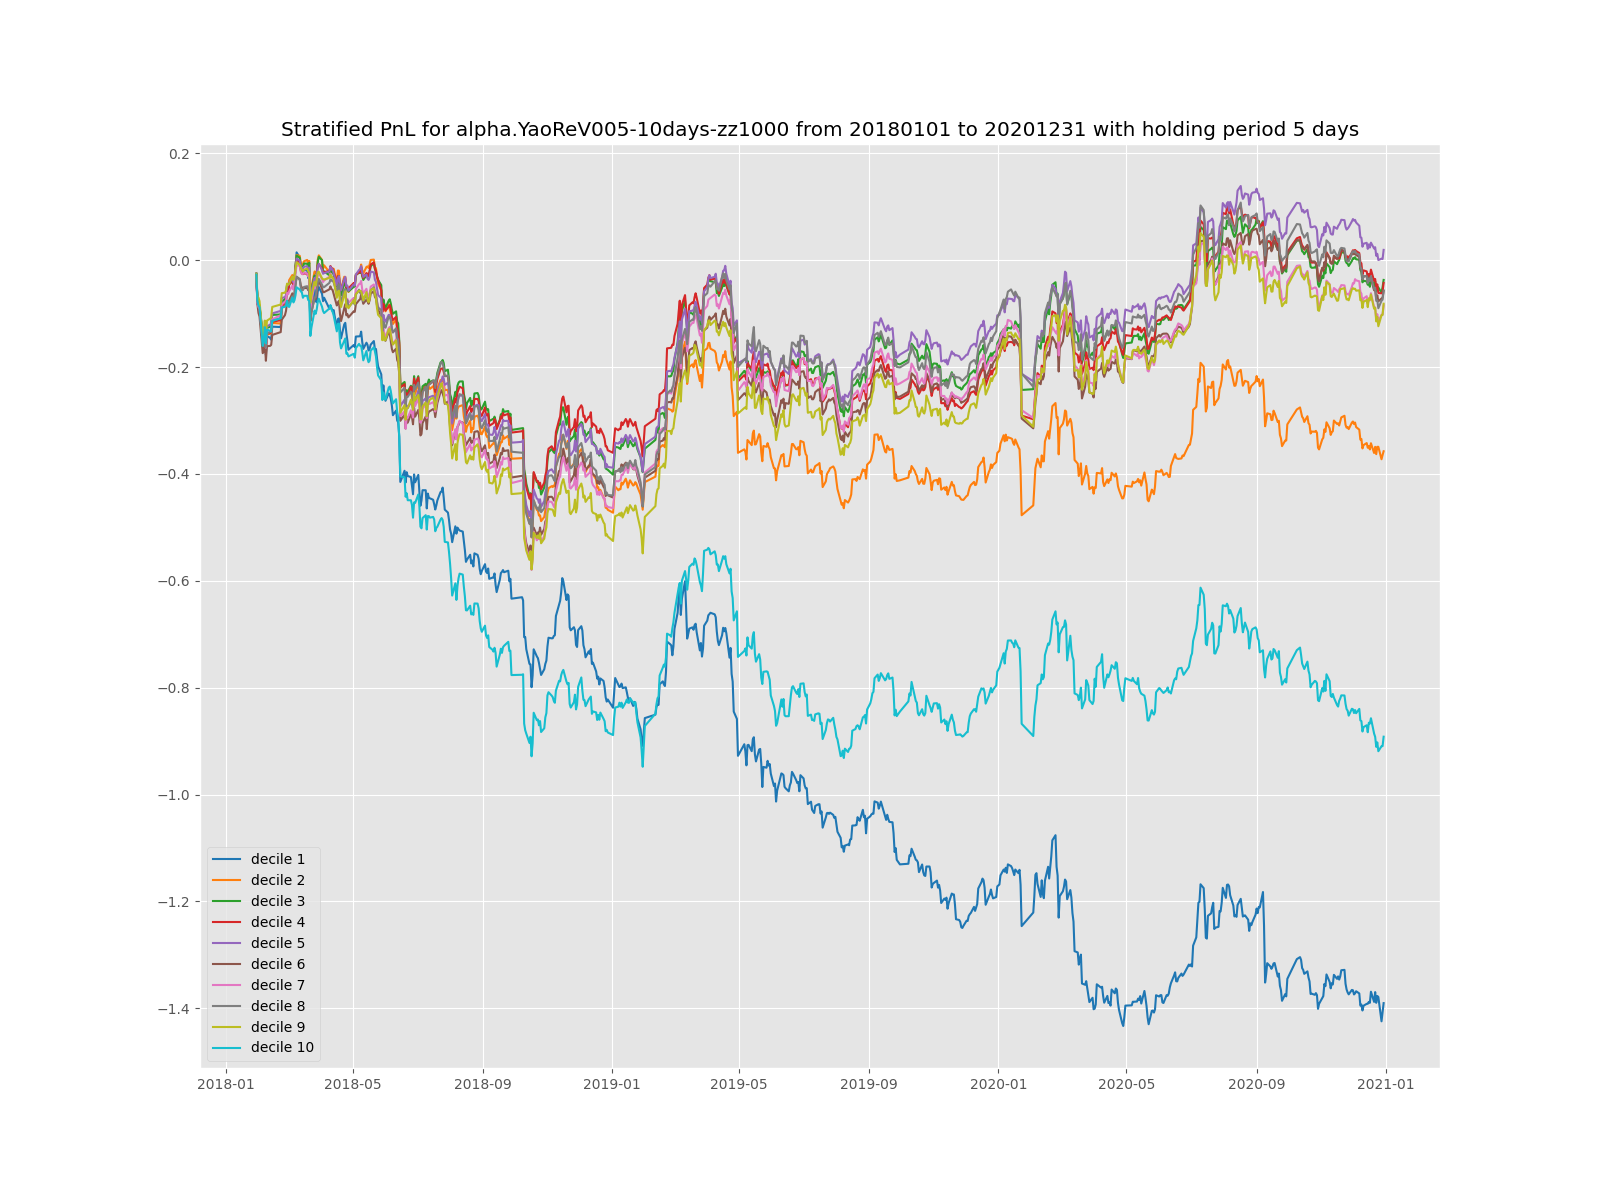 Stratified PnL for alpha.YaoReV005-10days-zz1000 from 20180101 to 20201231 with holding period 5 days
0.2
0.0
−0.2
−0.4
−0.6
−0.8
−1.0
−1.2
−1.4
decile 1
decile 2
decile 3
decile 4
decile 5
decile 6
decile 7
decile 8
decile 9
decile 10
2018-01 2018-05 2018-09 2019-01 2019-05 2019-09 2020-01 2020-05 2020-09 2021-01